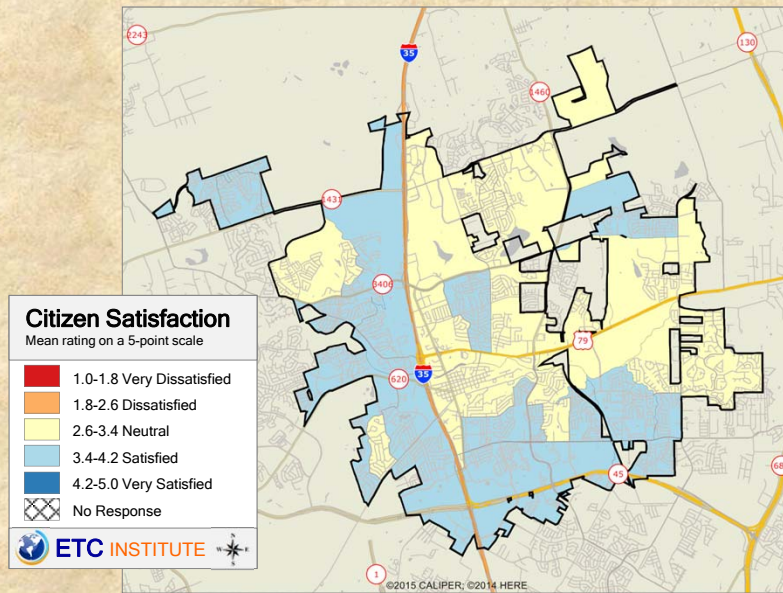 2243
35
130
1460
1431
3406
79
620
35
45
68
1
Citizen Satisfaction
Mean rating on a 5-point scale
1.0-1.8 Very Dissatisfied
1.8-2.6 Dissatisfied
2.6-3.4 Neutral
3.4-4.2 Satisfied
4.2-5.0 Very Satisfied
No Response
ETC INSTITUTE
N
W E
S
©2015 CALIPER; ©2014 HERE